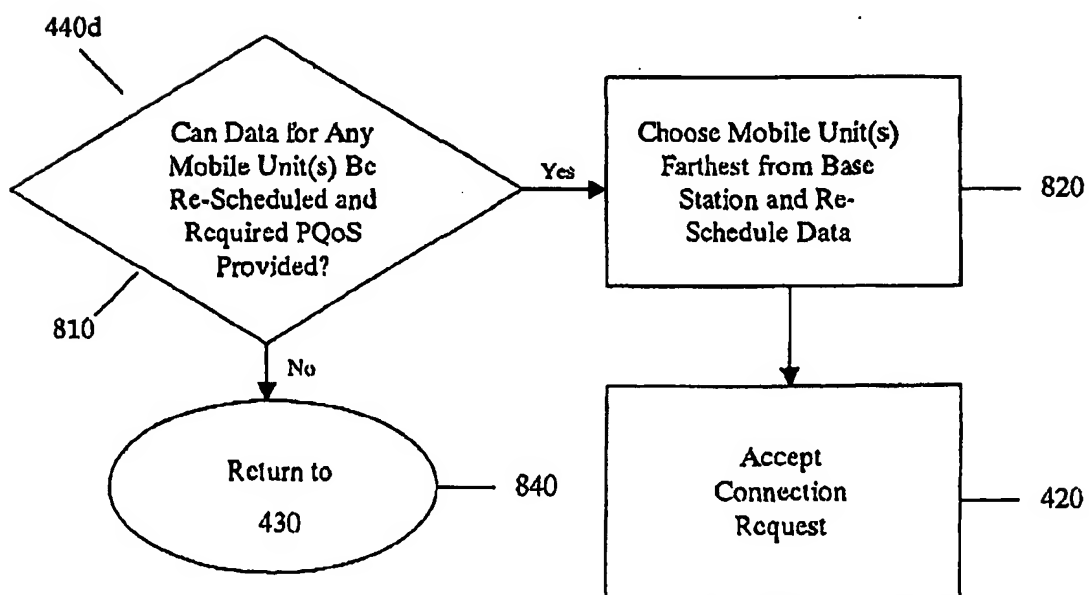 440d
Can Data for Any
Mobile Unit(s) Be
Re-Scheduled and
Required PQoS
Provided?
810
Yes
Choose Mobile Unit(s)
Farthest from Base
Station and Re-
Schedule Data
820
No
Return to
430
840
Accept
Connection
Request
420